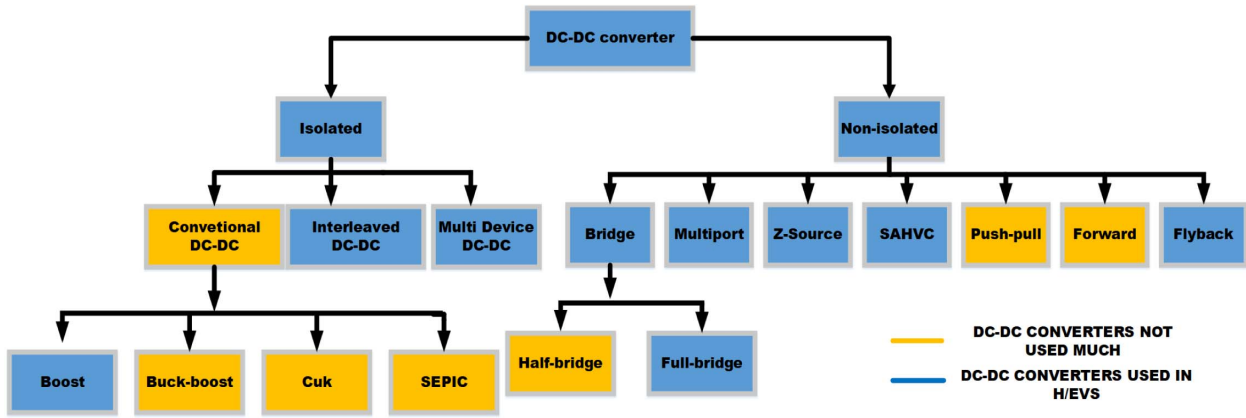 DC-DC converter
Isolated
Non-isolated
Convetional
DC-DC
Interleaved
DC-DC
Multi Device
DC-DC
Bridge
Multiport
Z-Source
SAHVC
Push-pull
Forward
Flyback
Boost
Buck-boost
Cuk
SEPIC
Half-bridge
Full-bridge
DC-DC CONVERTERS NOT
USED MUCH
DC-DC CONVERTERS USED IN
H/EVS